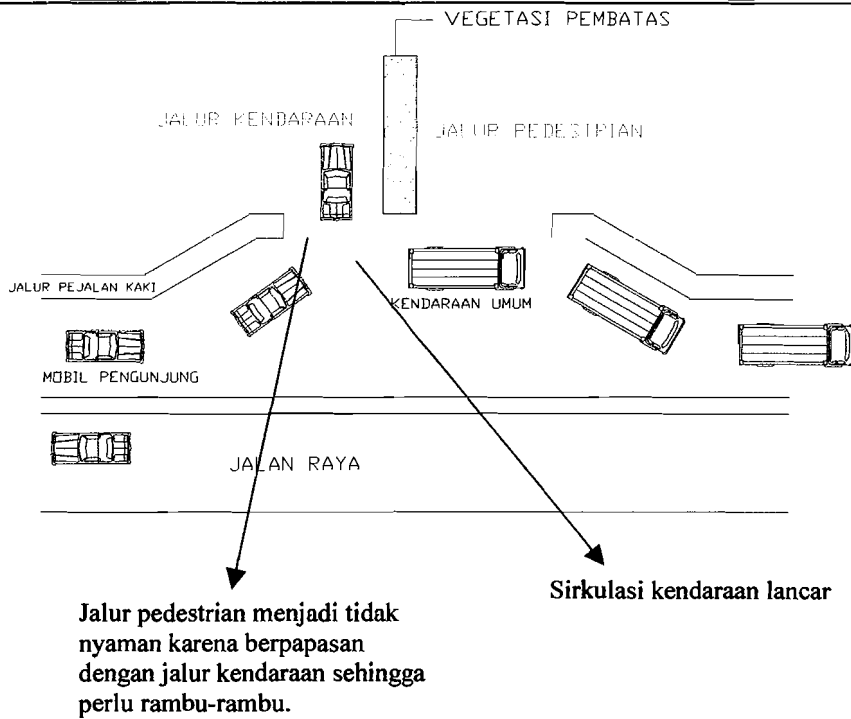 VEGETASI PEMBATAS
JALUR KENDARAAN
JALUR PEDESTRIAN
JALUR PEJALAN KAKI
KENDARAAN UMUM
MOBIL PENGUNJUNG
JALAN RAYA
Sirkulasi kendaraan lancar
Jalur pedestrian menjadi tidak
nyaman karena berpapasan
dengan jalur kendaraan sehingga
perlu rambu-rambu.